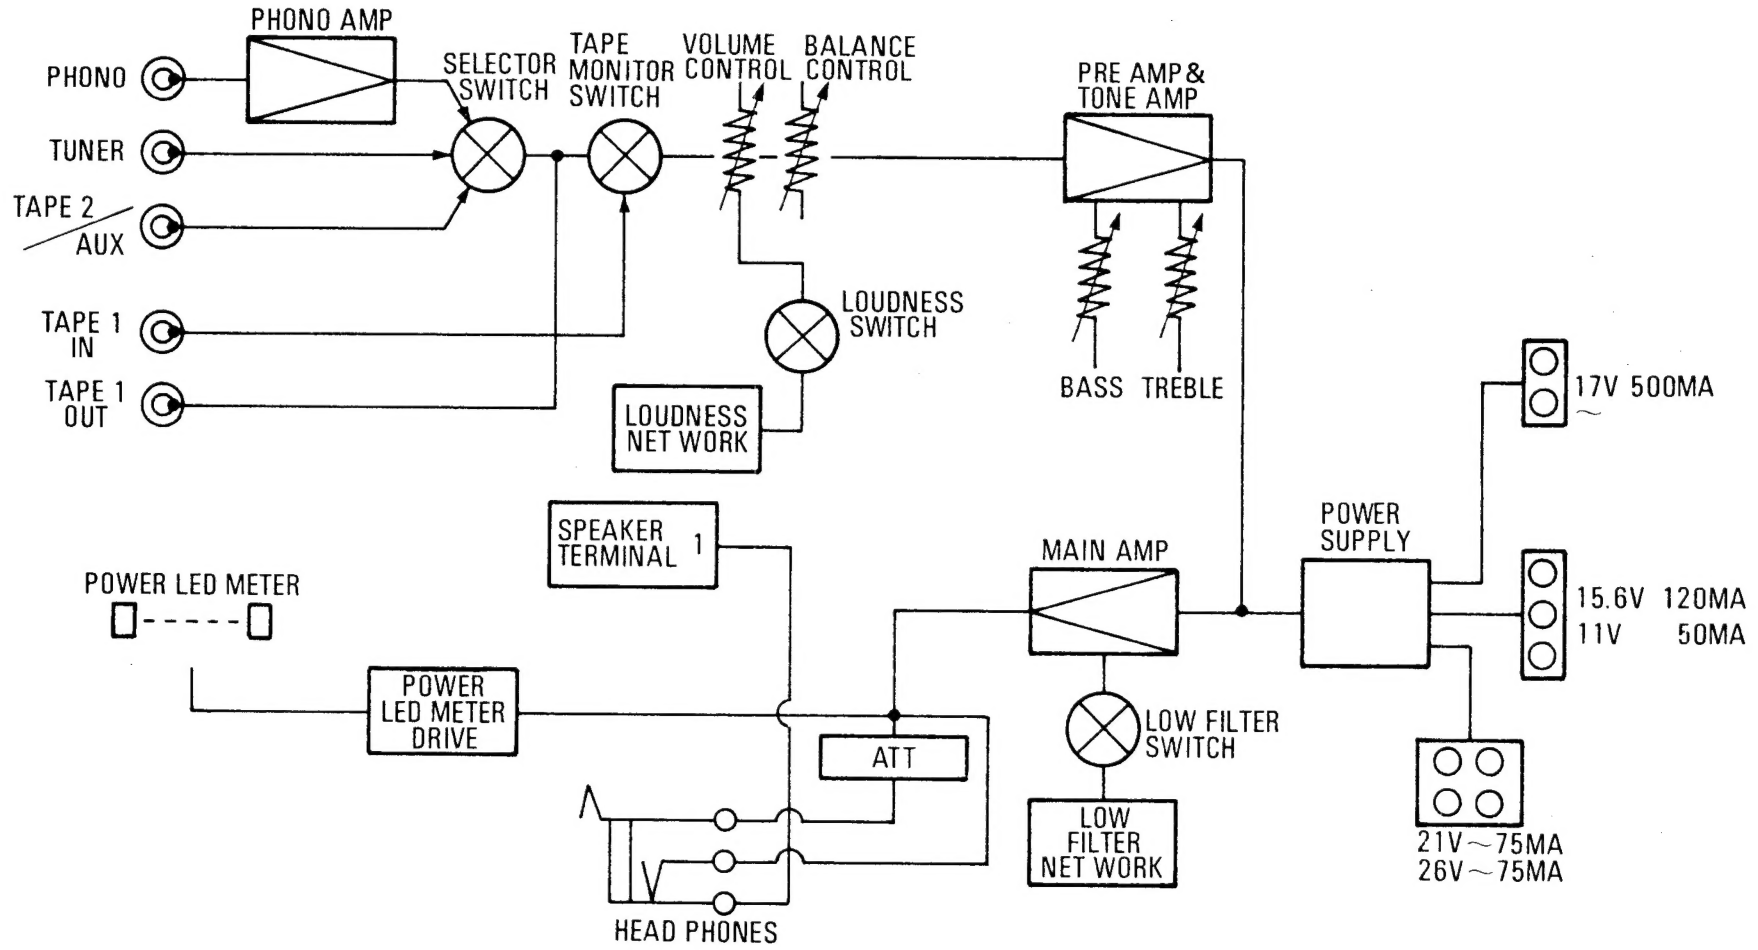 PHONO AMP
PHONO
SELECTOR
SWITCH
TAPE
MONITOR
SWITCH
VOLUME
CONTROL
BALANCE
CONTROL
PRE AMP &
TONE AMP
TUNER
TAPE 2
AUX
TAPE 1
IN
TAPE 1
OUT
LOUDNESS
SWITCH
LOUDNESS
NET WORK
BASS TREBLE
17V 500MA
~
POWER
SUPPLY
SPEAKER
TERMINAL 1
MAIN AMP
15.6V 120MA
11V 50MA
POWER LED METER
POWER
LED METER
DRIVE
ATT
LOW FILTER
SWITCH
LOW
FILTER
NET WORK
21V~75MA
26V~75MA
HEAD PHONES